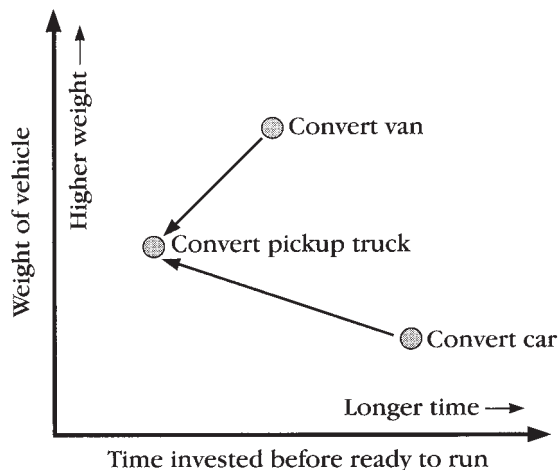 Weight of vehicle
Higher weight
Convert van
Convert pickup truck
Convert car
Longer time
Time invested before ready to run